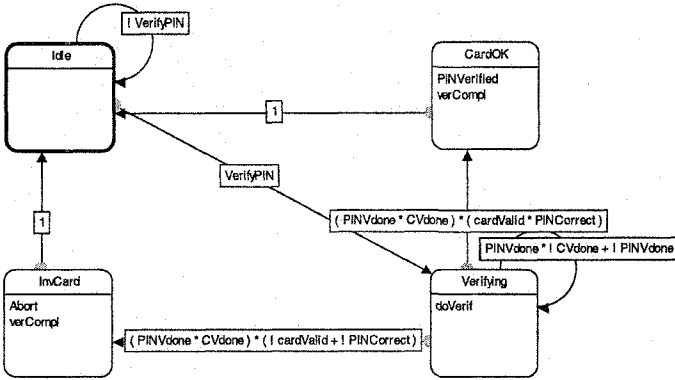 ! VerifyPIN
Idle
CardOK
PINVerified
verCompl
1
VerifyPIN
( PINVdone * CVdone ) * ( cardValid * PINCorrect )
1
PINVdone * ! CVdone + ! PINVdone
InvCard
Abort
verCompl
Verifying
doVerif
( PINVdone * CVdone ) * ( ! cardValid + ! PINCorrect )